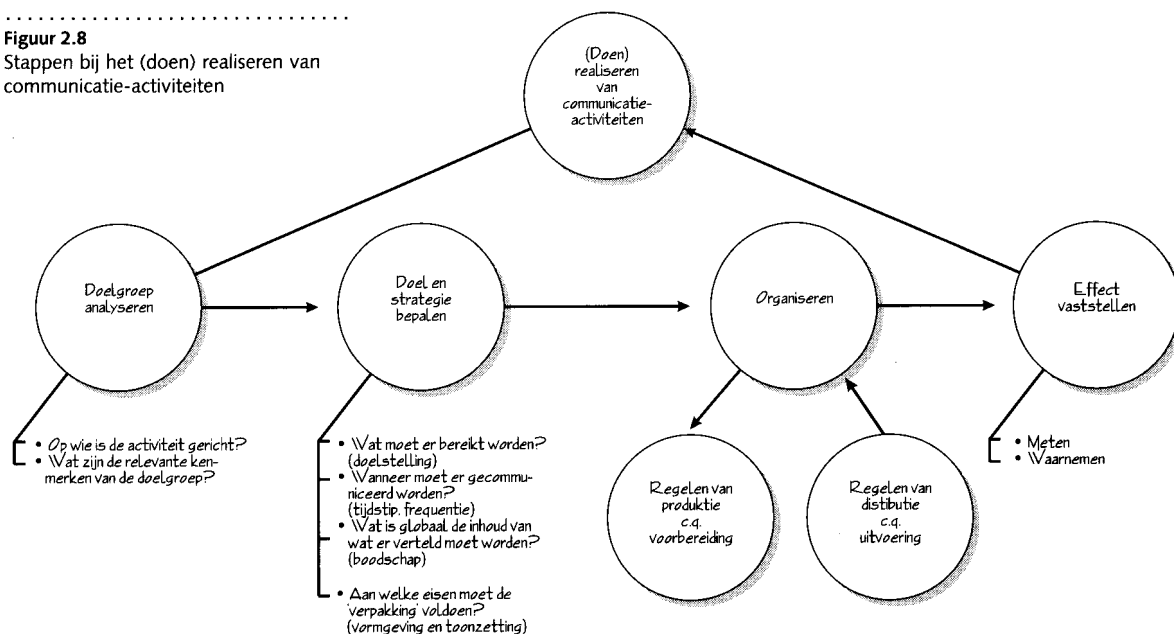 Figuur 2.8
Stappen bij het (doen) realiseren van
communicatie-activiteiten
(Doen)
realiseren
van
communicatie-
activiteiten
Doelgroep
analyseren
Doel en
strategie
bepalen
Organiseren
Effect
vaststellen
• Op wie is de activiteit gericht?
• Wat zijn de relevante ken-
merken van de doelgroep?
• Wat moet er bereikt worden?
(doelstelling)
• Wanneer moet er gecommu-
niceerd worden?
(tijdstip. frequentie)
• Wat is globaal de inhoud van
wat er verteld moet worden?
(boodschap)
• Aan welke eisen moet de
'verpakking' voldoen?
(vormgeving en toonzetting)
Regelen van
produktie
c.q.
voorbereiding
Regelen van
distibutie
c.q.
uitvoering
• Meten
• Waarnemen